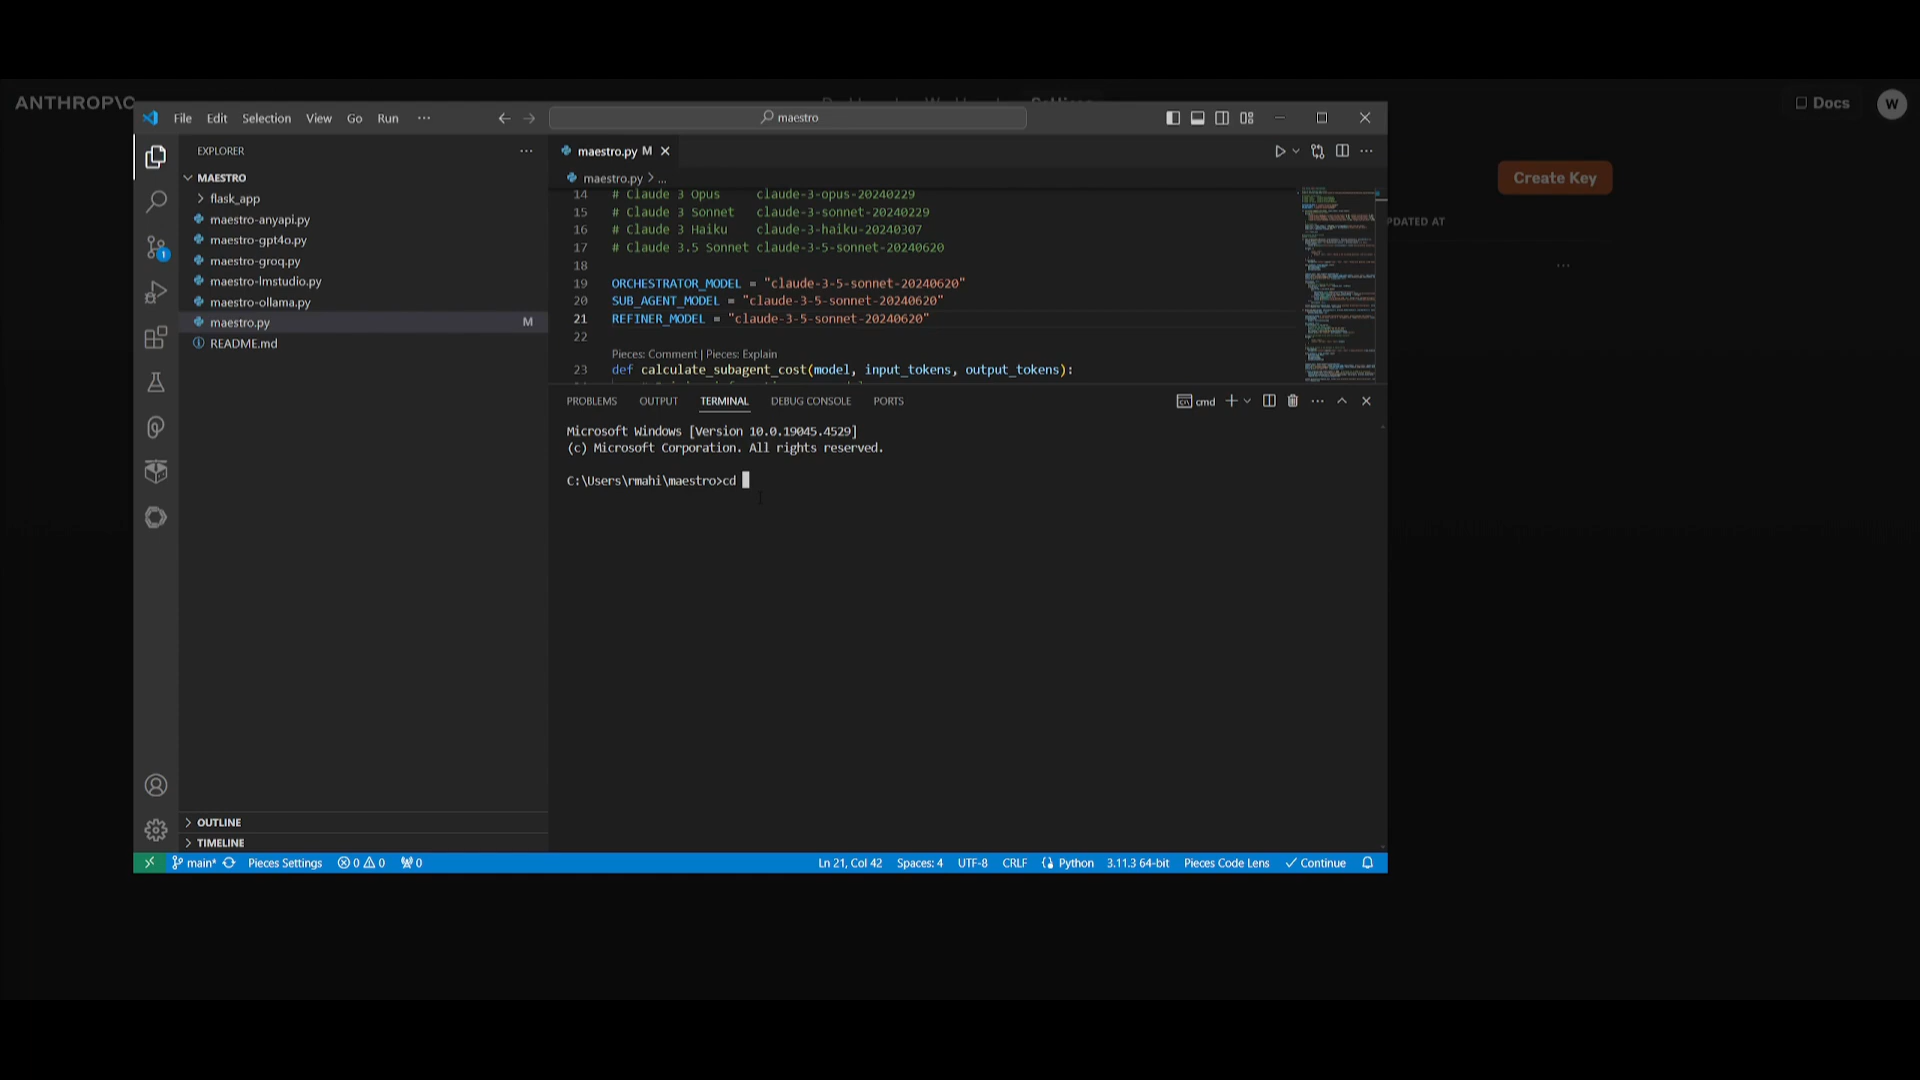 ANTHROP\C
Docs
W
File Edit Selection View Go Run ···
maestro
Create Key
EXPLORER ···
MAESTRO
flask_app
maestro-anyapi.py
maestro-gpt4o.py
maestro-groq.py
maestro-lmstudio.py
maestro-ollama.py
maestro.py M
README.md
OUTLINE
TIMELINE
maestro.py M
maestro.py > ...
14 # Claude 3 Opus claude-3-opus-20240229
15 # Claude 3 Sonnet claude-3-sonnet-20240229
16 # Claude 3 Haiku claude-3-haiku-20240307
17 # Claude 3.5 Sonnet claude-3-5-sonnet-20240620
18
19 ORCHESTRATOR_MODEL = "claude-3-5-sonnet-20240620"
20 SUB_AGENT_MODEL = "claude-3-5-sonnet-20240620"
21 REFINER_MODEL = "claude-3-5-sonnet-20240620"
22
Pieces: Comment | Pieces: Explain
23 def calculate_subagent_cost(model, input_tokens, output_tokens):
PDATED AT
PROBLEMS OUTPUT TERMINAL DEBUG CONSOLE PORTS
cmd
Microsoft Windows [Version 10.0.19045.4529]
(c) Microsoft Corporation. All rights reserved.
C:\Users\rmahi\maestro>cd
main* Pieces Settings 0 0 0
Ln 21, Col 42 Spaces: 4 UTF-8 CRLF Python 3.11.3 64-bit Pieces Code Lens Continue